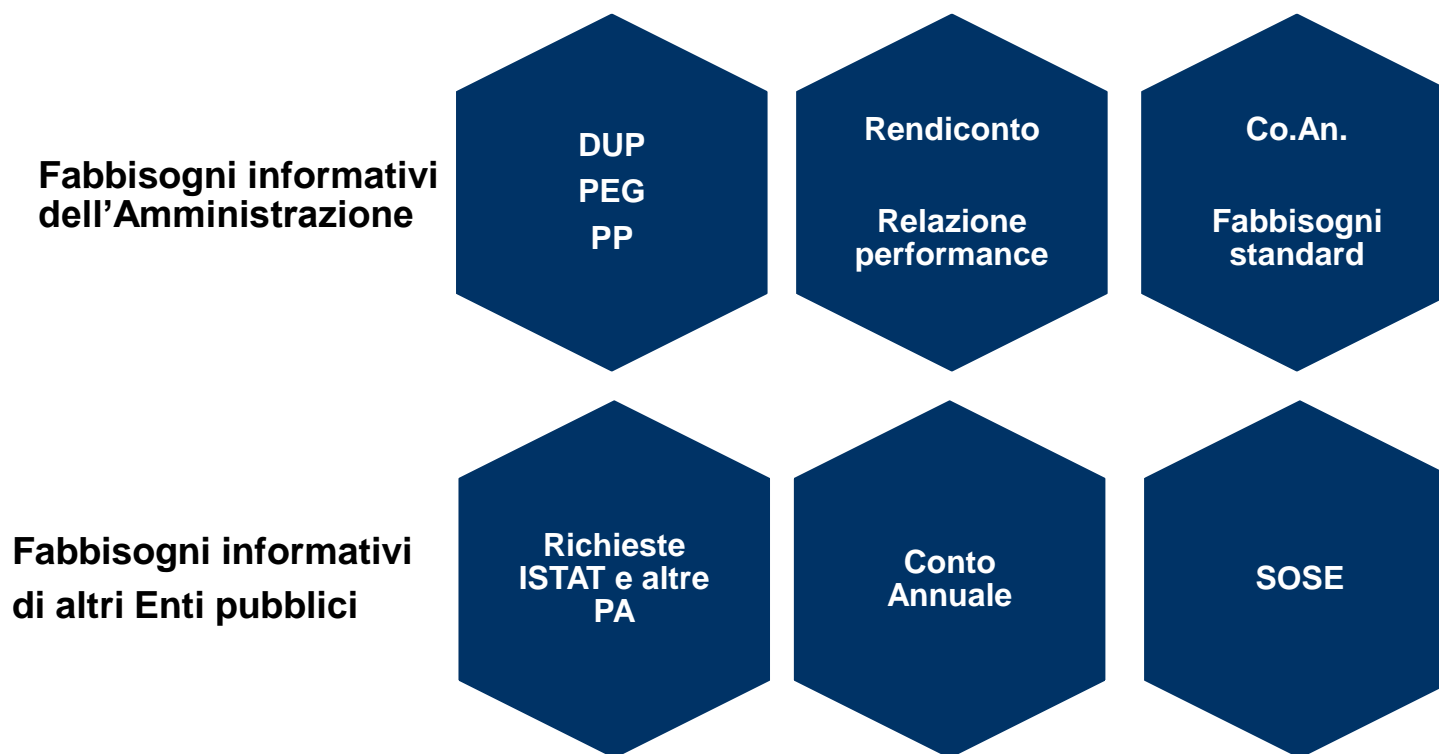 Fabbisogni informativi
dell’Amministrazione
DUP
PEG
PP
Rendiconto
Relazione
performance
Co.An.
Fabbisogni
standard
Fabbisogni informativi
di altri Enti pubblici
Richieste
ISTAT e altre
PA
Conto
Annuale
SOSE